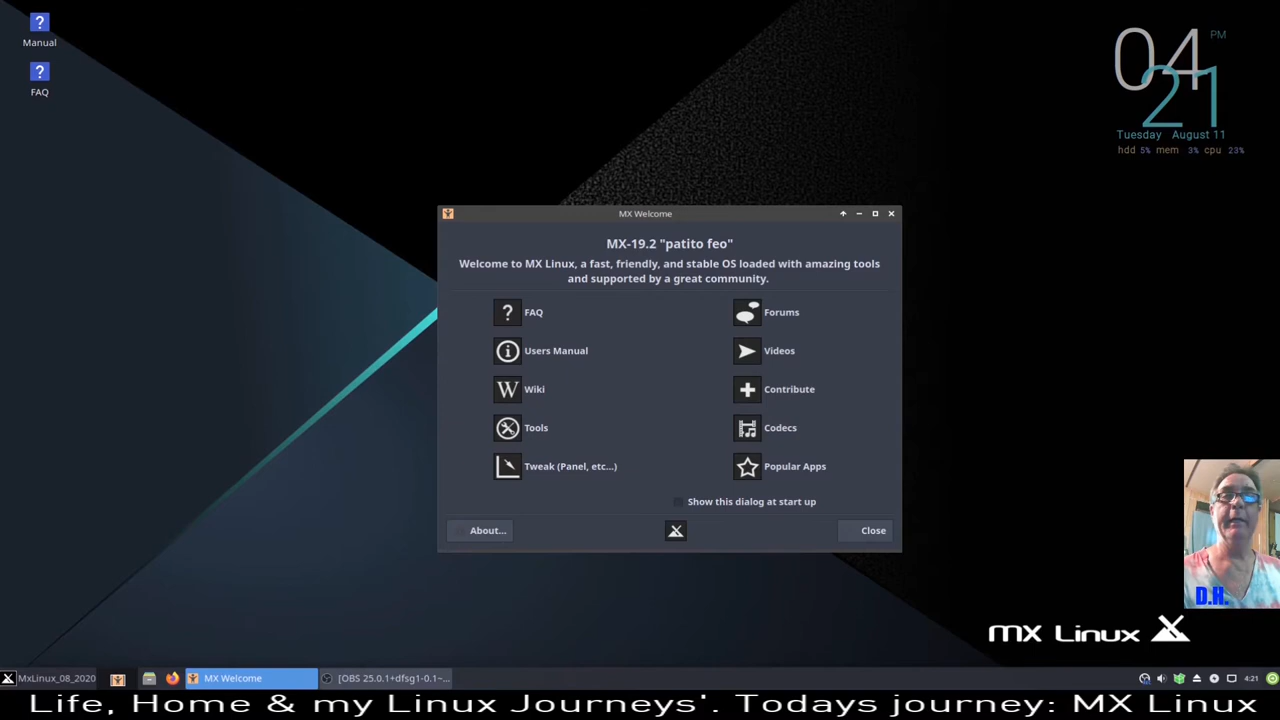 Manual
FAQ
04 PM
21
Tuesday August 11
hdd 5% mem 3% cpu 23%
MX Welcome
MX-19.2 "patito feo"
Welcome to MX Linux, a fast, friendly, and stable OS loaded with amazing tools
and supported by a great community.
? FAQ
Forums
Users Manual
Videos
W Wiki
Contribute
Tools
Codecs
Tweak (Panel, etc...)
Popular Apps
Show this dialog at start up
About...
Close
D.H.
MX Linux
MxLinux_08_2020
MX Welcome
[OBS 25.0.1+dfsg1-0.1~...
4:21
Life, Home & my Linux Journeys'. Todays journey: MX Linux